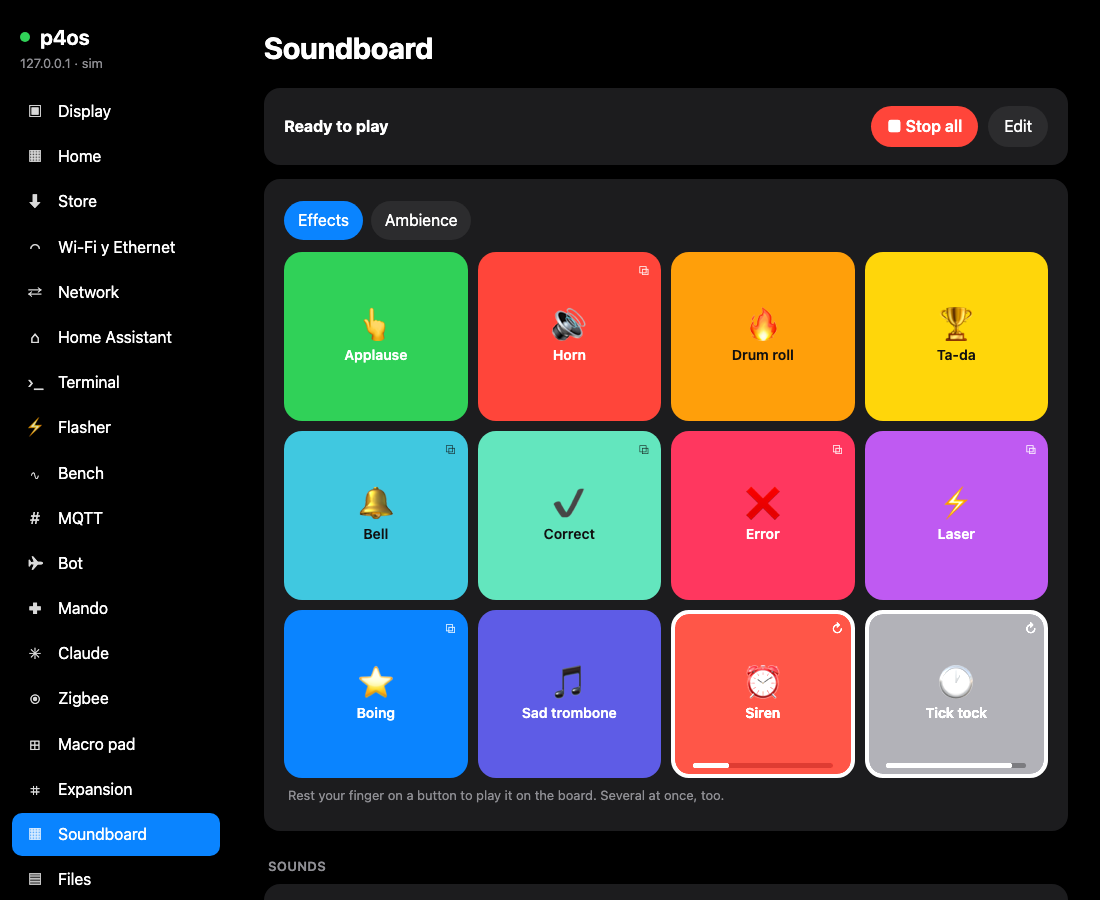 p4os
127.0.0.1 · sim
Display
Home
Store
Wi-Fi y Ethernet
Network
Home Assistant
Terminal
Flasher
Bench
MQTT
Bot
Mando
Claude
Zigbee
Macro pad
Expansion
Soundboard
Files
Soundboard
Ready to play
Stop all
Edit
Effects
Ambience
Applause
Horn
Drum roll
Ta-da
Bell
Correct
Error
Laser
Boing
Sad trombone
Siren
Tick tock
Rest your finger on a button to play it on the board. Several at once, too.
SOUNDS